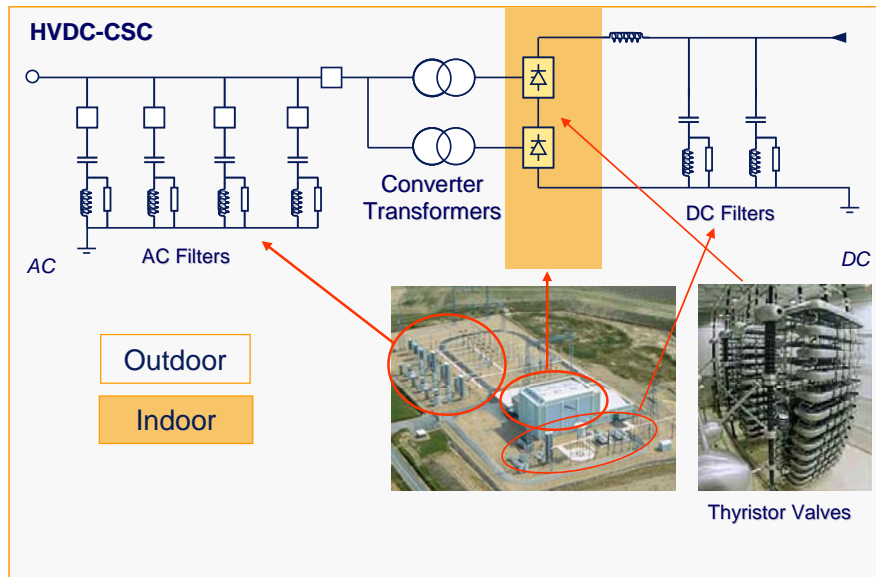 HVDC-CSC
Converter
Transformers
DC Filters
AC Filters
AC
DC
Outdoor
Indoor
Thyristor Valves